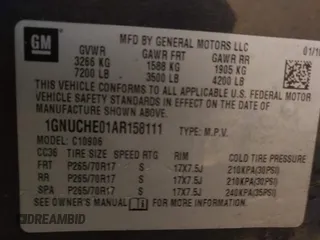 GM
MFD BY GENERAL MOTORS LLC
GVWR GAWR FRT GAWR RR
3266 KG 1588 KG 1905 KG
7200 LB 3500 LB 4200 LB
THIS VEHICLE CONFORMS TO ALL APPLICABLE U.S. FEDERAL MOTOR
VEHICLE SAFETY STANDARDS IN EFFECT ON THE DATE OF
MANUFACTURE SHOWN ABOVE.
1GNUCHE01AR158111 TYPE: M.P.V.
MODEL: C10906
CC36 TIRE SIZE SPEED RTG RIM COLD TIRE PRESSURE
FRT P265/70R17 S 17X7.5J 210KPA(30PSI)
RR P265/70R17 S 17X7.5J 210KPA(30PSI)
SPA P265/70R17 S 17X7.5J 240KPA(35PSI)
SEE OWNER'S MANUAL FOR ADDITIONAL INFORMATION.
DREAMBID